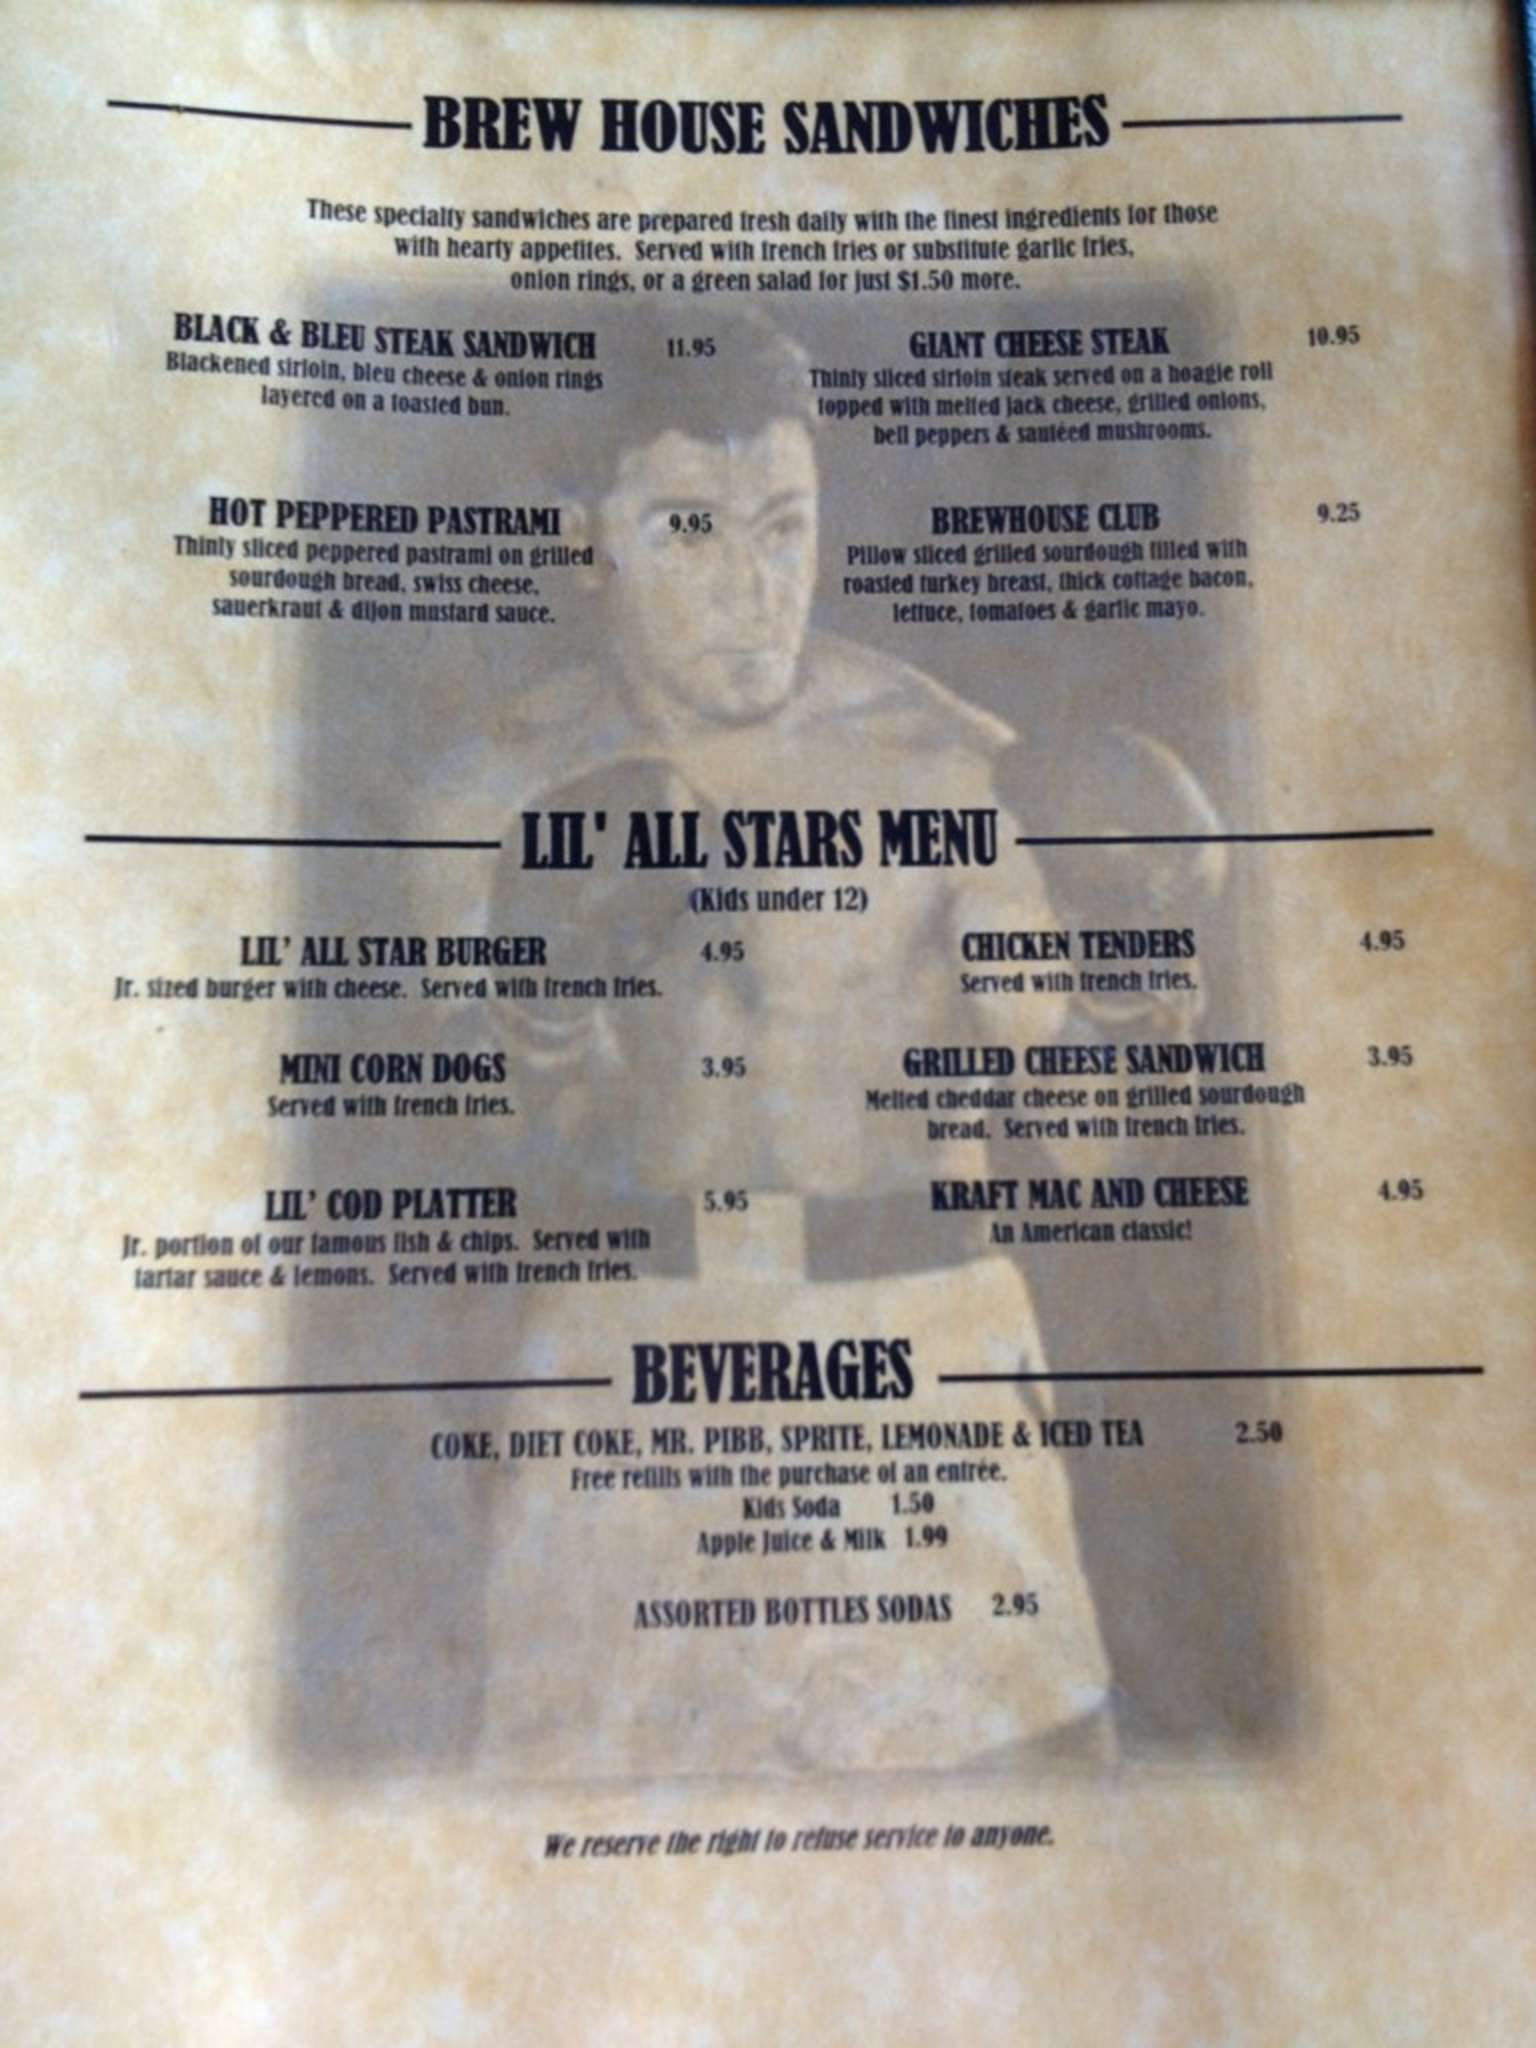 BREW HOUSE SANDWICHES
These specialty sandwiches are prepared fresh daily with the finest ingredients for those
with hearty appetites. Served with french fries or substitute garlic fries,
onion rings, or a green salad for just $1.50 more.
BLACK & BLEU STEAK SANDWICH 11.95
Blackened sirloin, bleu cheese & onion rings
layered on a toasted bun.
GIANT CHEESE STEAK 10.95
Thinly sliced sirloin steak served on a hoagie roll
topped with melted jack cheese, grilled onions,
bell peppers & sautéed mushrooms.
HOT PEPPERED PASTRAMI 9.95
Thinly sliced peppered pastrami on grilled
sourdough bread, swiss cheese,
sauerkraut & dijon mustard sauce.
BREWHOUSE CLUB 9.25
Pillow sliced grilled sourdough filled with
roasted turkey breast, thick cottage bacon,
lettuce, tomatoes & garlic mayo.
LIL' ALL STARS MENU
(Kids under 12)
LIL' ALL STAR BURGER 4.95
Jr. sized burger with cheese. Served with french fries.
CHICKEN TENDERS 4.95
Served with french fries.
MINI CORN DOGS 3.95
Served with french fries.
GRILLED CHEESE SANDWICH 3.95
Melted cheddar cheese on grilled sourdough
bread. Served with french fries.
LIL' COD PLATTER 5.95
Jr. portion of our famous fish & chips. Served with
tartar sauce & lemons. Served with french fries.
KRAFT MAC AND CHEESE 4.95
An American classic!
BEVERAGES
COKE, DIET COKE, MR. PIBB, SPRITE, LEMONADE & ICED TEA 2.50
Free refills with the purchase of an entrée.
Kids Soda 1.50
Apple Juice & Milk 1.99
ASSORTED BOTTLES SODAS 2.95
We reserve the right to refuse service to anyone.